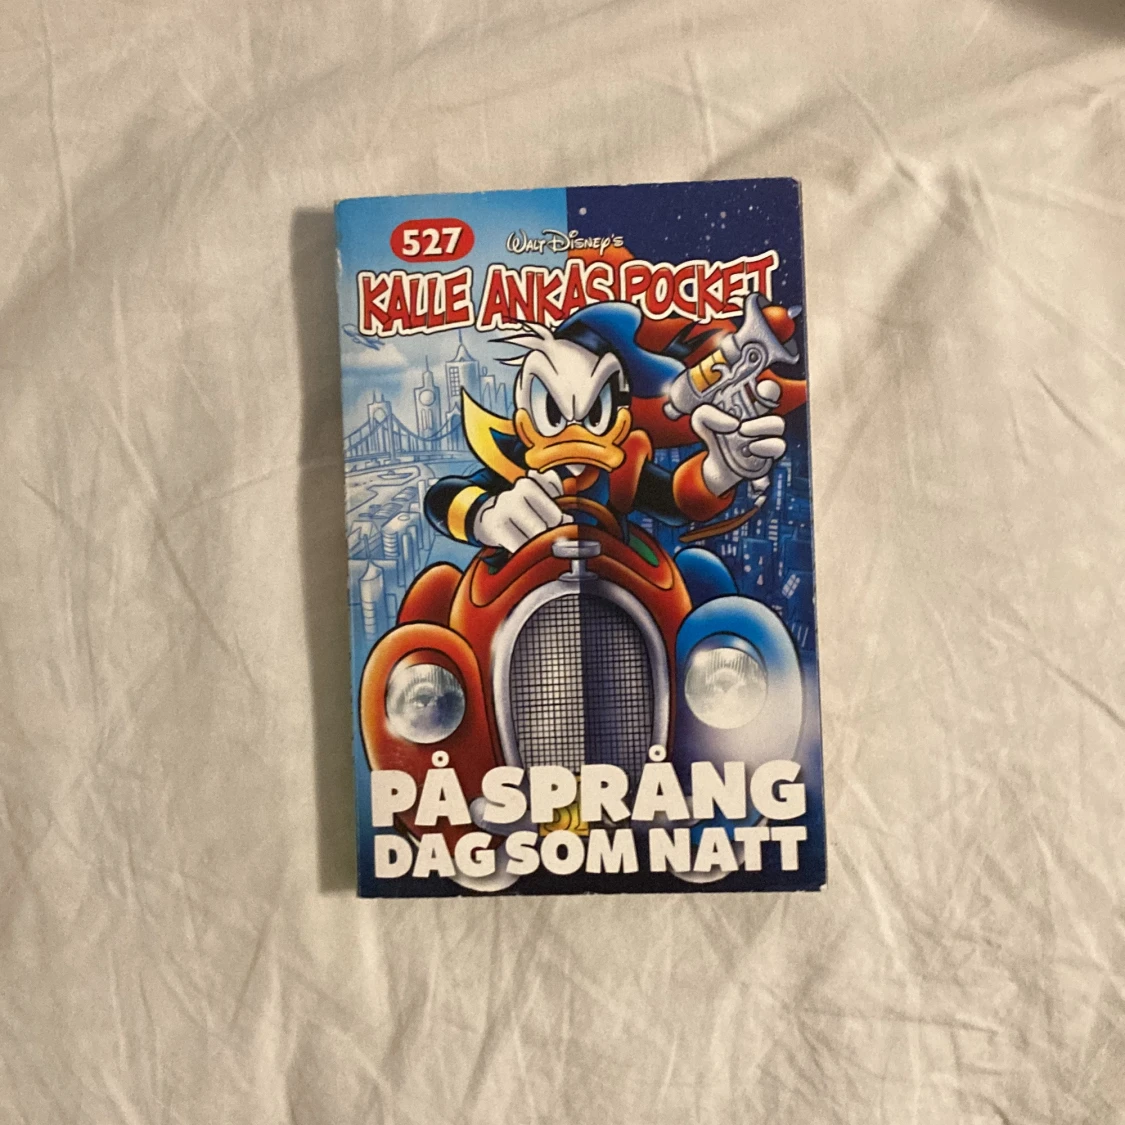 527
WALT DISNEY'S
KALLE ANKAS POCKET
PÅ SPRÅNG
DAG SOM NATT